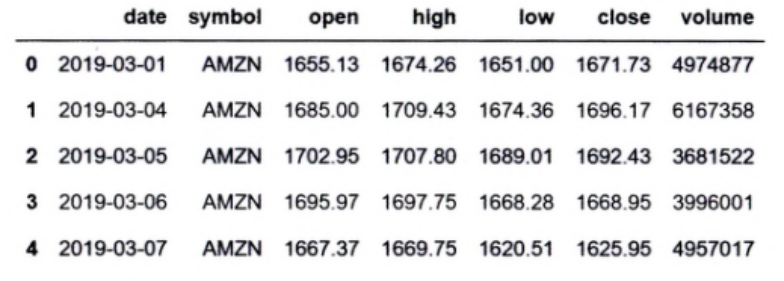 date symbol open high low close volume
0 2019-03-01 AMZN 1655.13 1674.26 1651.00 1671.73 4974877
1 2019-03-04 AMZN 1685.00 1709.43 1674.36 1696.17 6167358
2 2019-03-05 AMZN 1702.95 1707.80 1689.01 1692.43 3681522
3 2019-03-06 AMZN 1695.97 1697.75 1668.28 1668.95 3996001
4 2019-03-07 AMZN 1667.37 1669.75 1620.51 1625.95 4957017